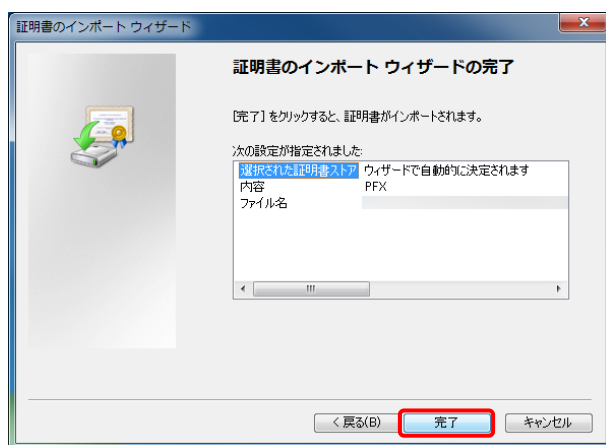 証明書のインポート ウィザード
証明書のインポート ウィザードの完了
[完了] をクリックすると、証明書がインポートされます。
次の設定が指定されました:
選択された証明書ストア ウィザードで自動的に決定されます
内容 PFX
ファイル名
< 戻る(B) 完了 キャンセル